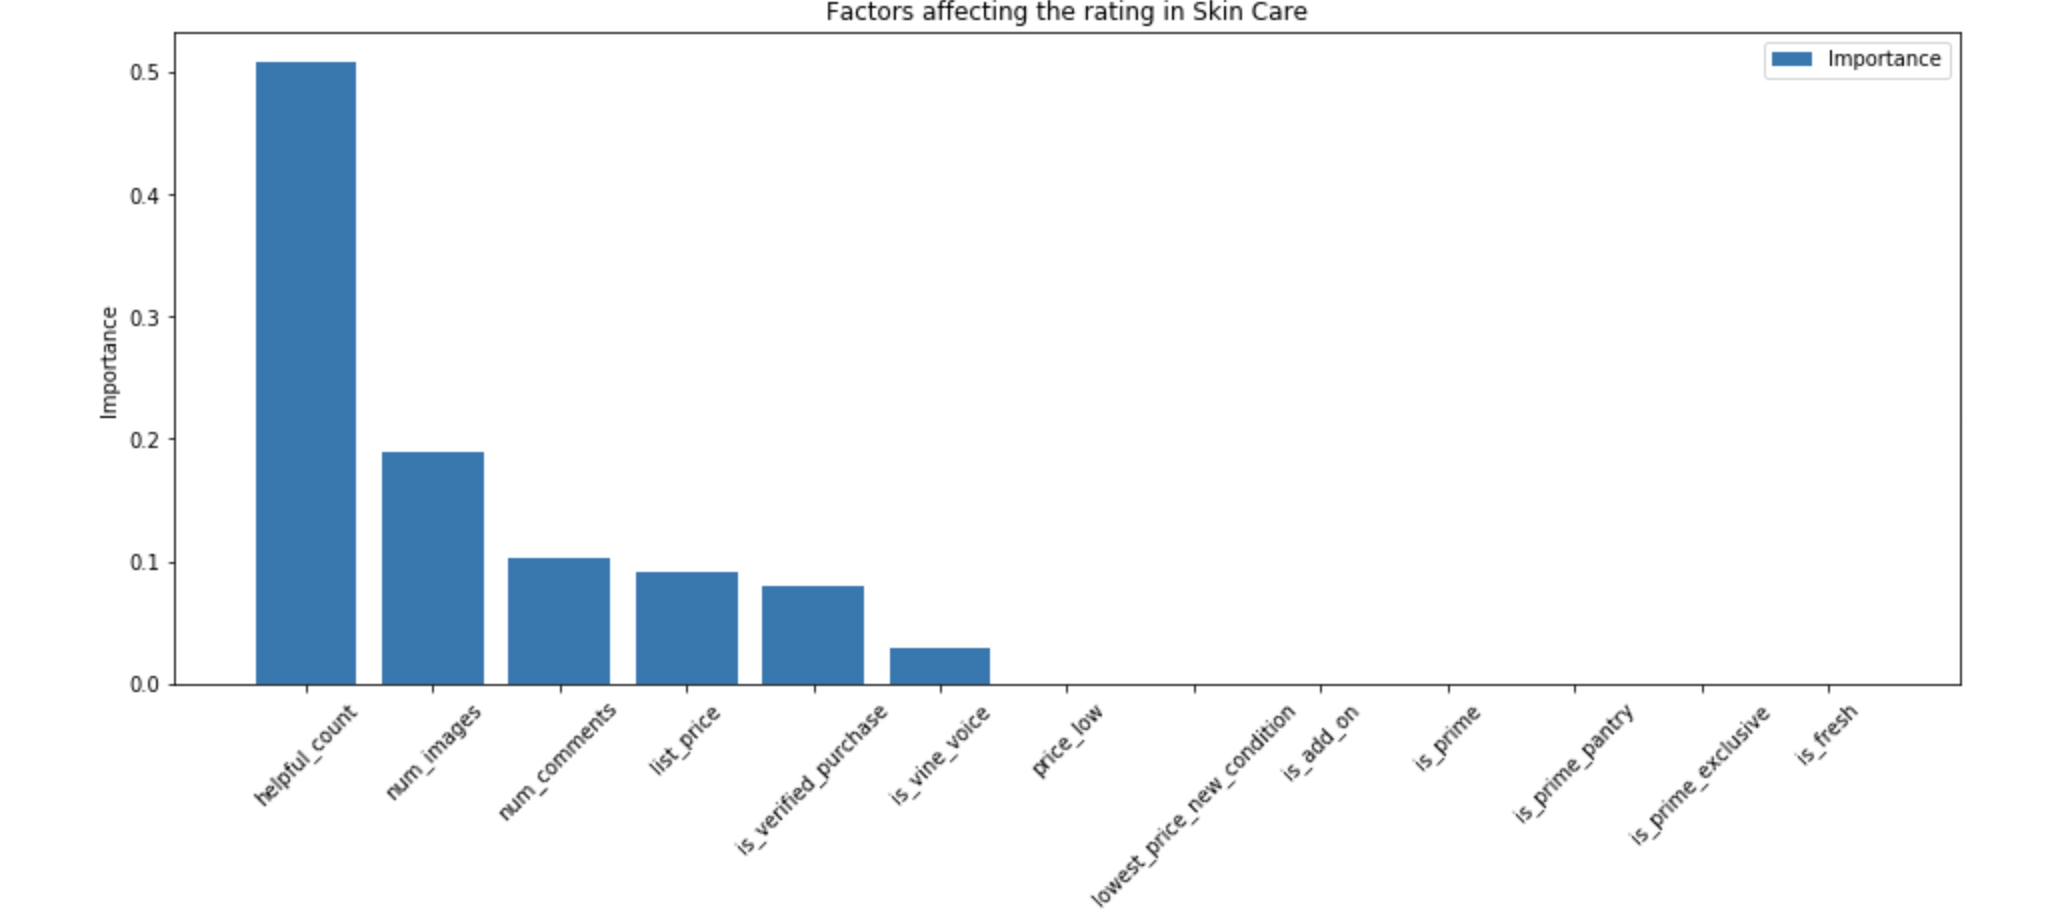 Factors affecting the rating in Skin Care
Importance
0.5
0.4
0.3
0.2
0.1
0.0
Importance
helpful_count
num_images
num_comments
list_price
is_verified_purchase
is_vine_voice
price_low
lowest_price_new_condition
is_add_on
is_prime
is_prime_pantry
is_prime_exclusive
is_fresh